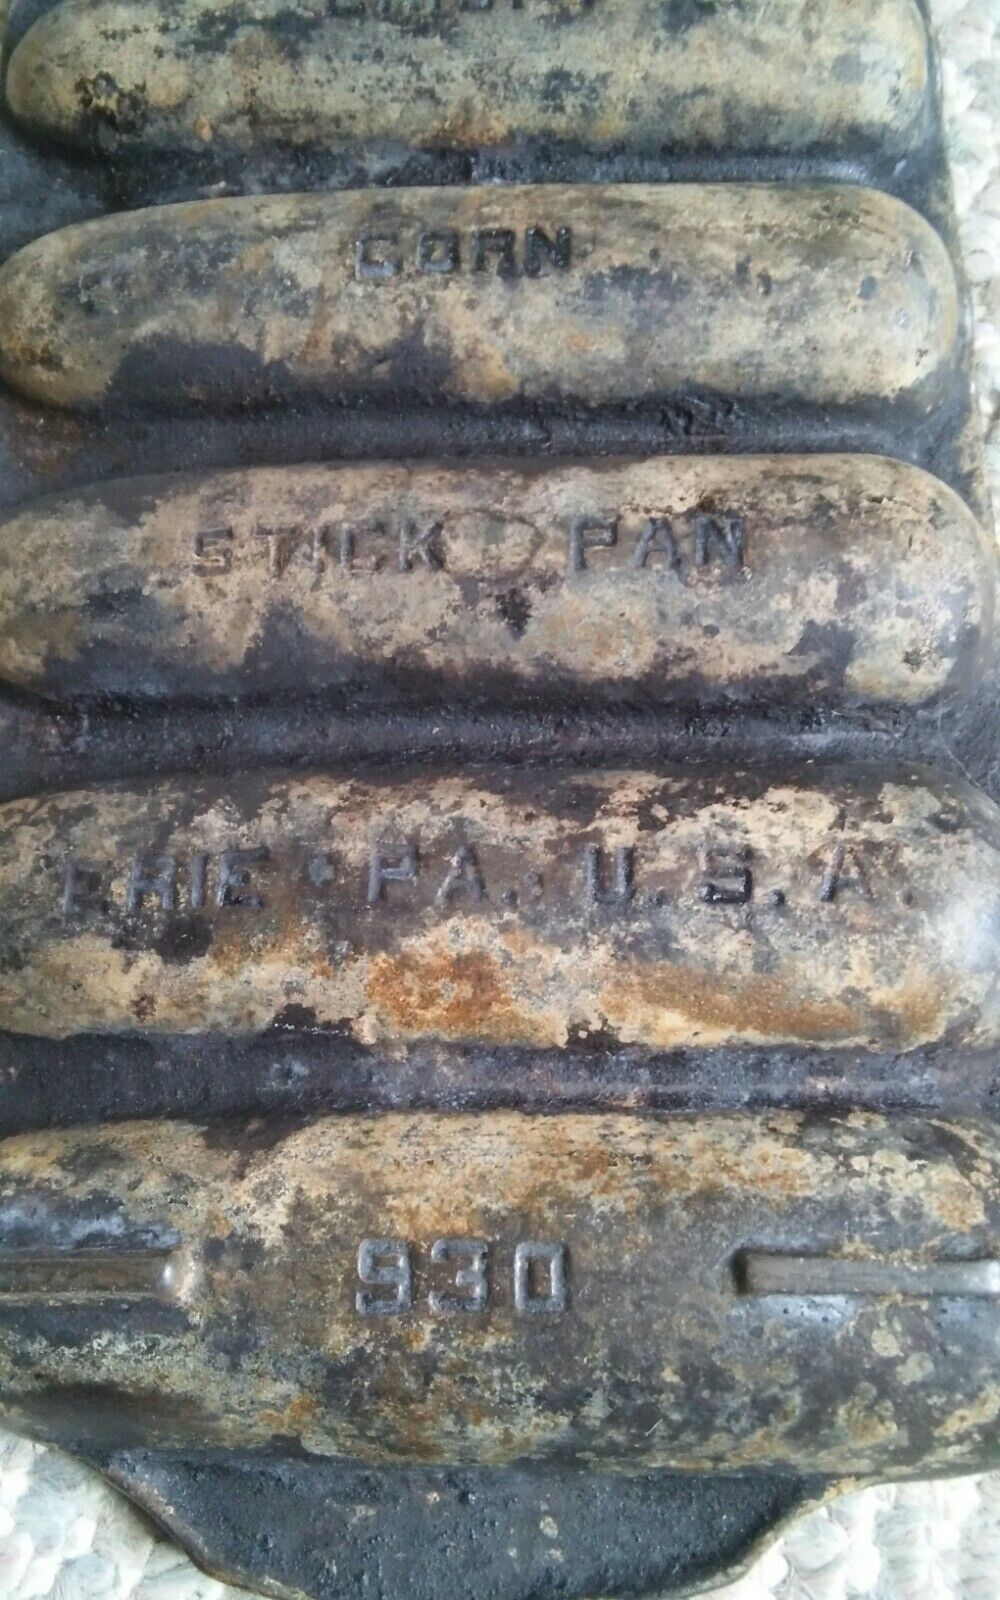 CORN
STICK PAN
ERIE • PA., U.S.A.
930